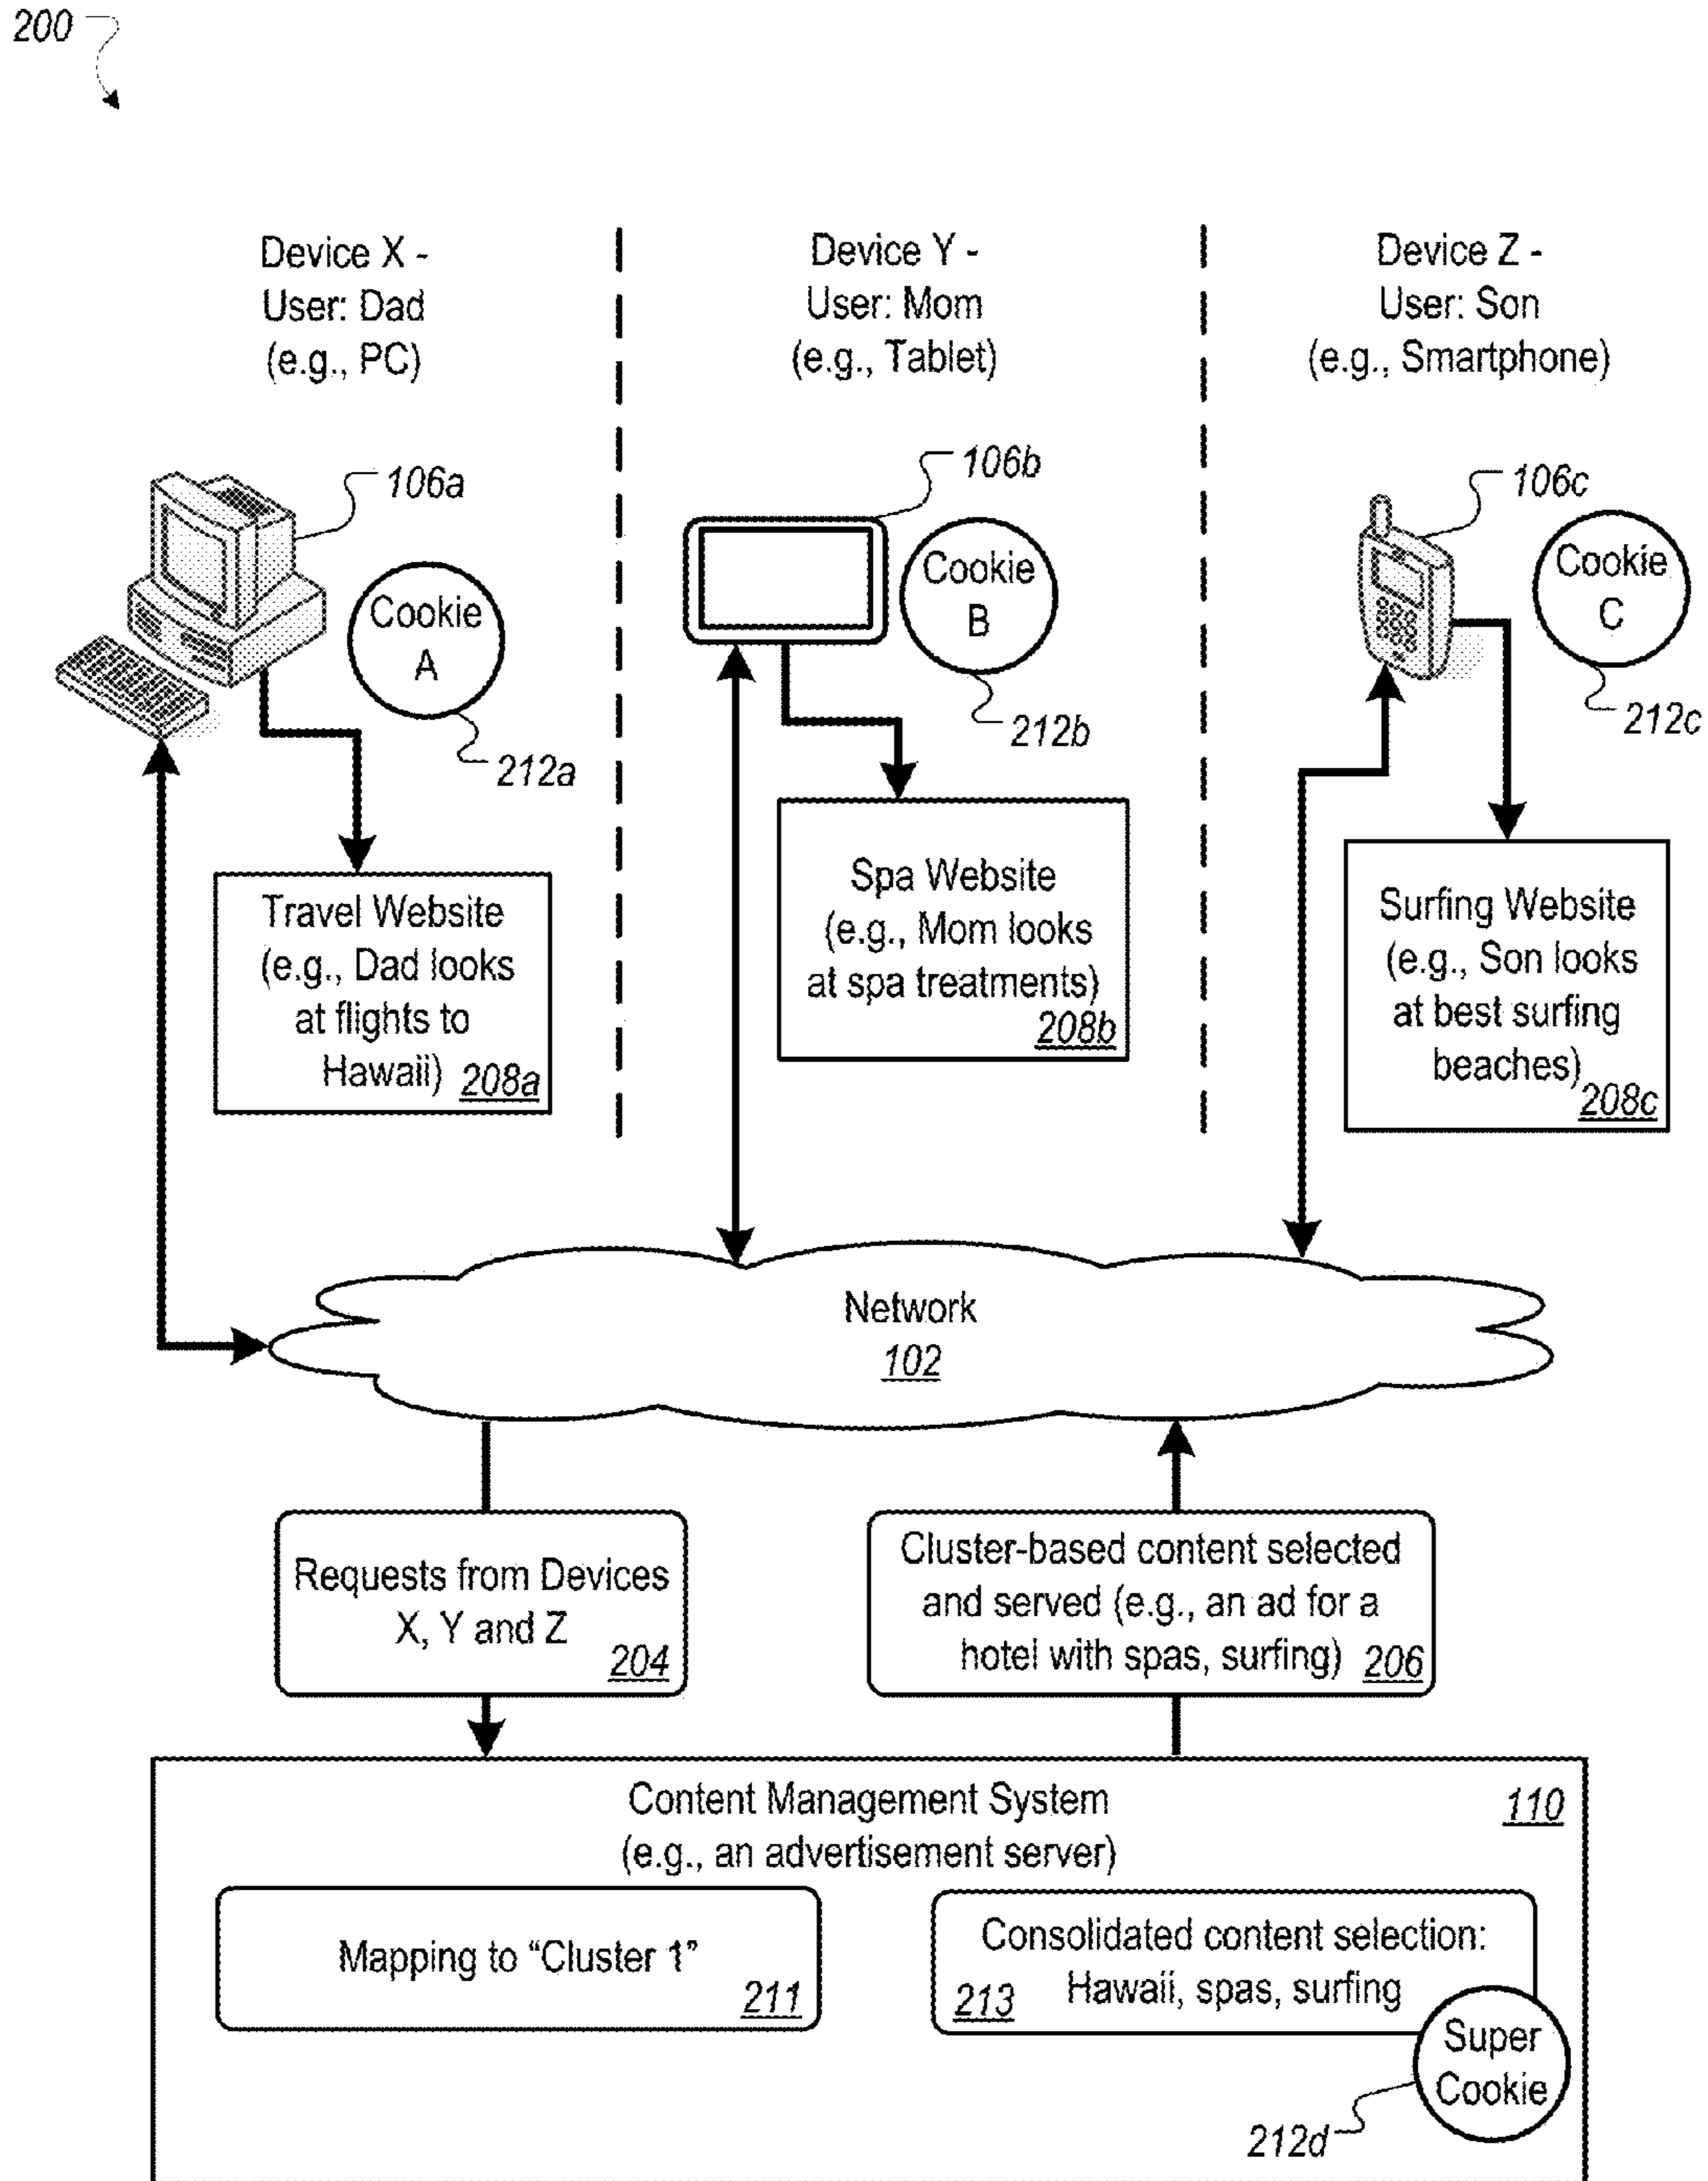 200
Device X -
User: Dad
(e.g., PC)
Device Y -
User: Mom
(e.g., Tablet)
Device Z -
User: Son
(e.g., Smartphone)
106a
Cookie
A
212a
106b
Cookie
B
212b
106c
Cookie
C
212c
Travel Website
(e.g., Dad looks
at flights to
Hawaii) 208a
Spa Website
(e.g., Mom looks
at spa treatments)
208b
Surfing Website
(e.g., Son looks
at best surfing
beaches)
208c
Network
102
Requests from Devices
X, Y and Z
204
Cluster-based content selected
and served (e.g., an ad for a
hotel with spas, surfing) 206
Content Management System
(e.g., an advertisement server)
110
Mapping to “Cluster 1”
211
Consolidated content selection:
213 Hawaii, spas, surfing
Super
Cookie
212d